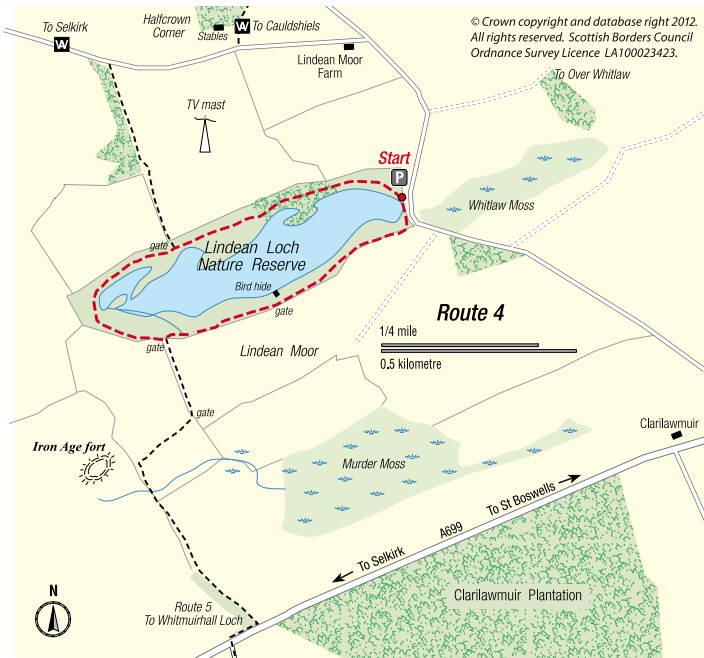 © Crown copyright and database right 2012.
All rights reserved. Scottish Borders Council
Ordnance Survey Licence LA100023423.
To Selkirk
Halfcrown
Corner
Stables
To Cauldshiels
Lindean Moor
Farm
To Over Whitlaw
TV mast
Start
P
Whitlaw Moss
gate
Lindean Loch
Nature Reserve
Bird hide
gate
Route 4
1/4 mile
0.5 kilometre
gate
Lindean Moor
gate
Clarilawmuir
Iron Age fort
Murder Moss
To St Boswells
A699
To Selkirk
Clarilawmuir Plantation
N
Route 5
To Whitmuirhall Loch